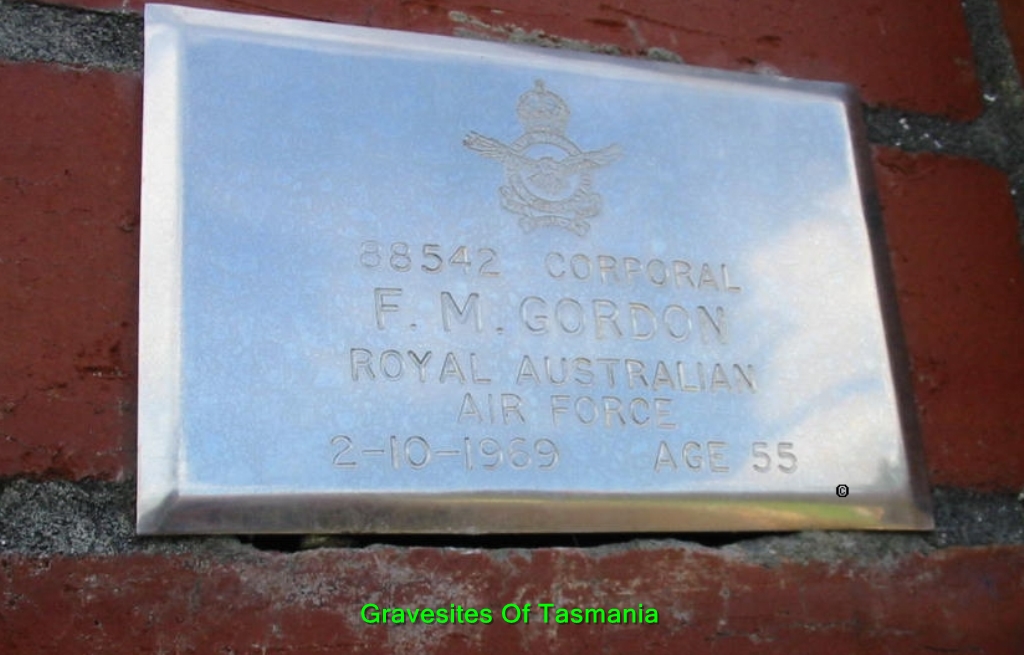 88542 CORPORAL
F. M. GORDON
ROYAL AUSTRALIAN
AIR FORCE
2-10-1969 AGE 55
©
Gravesites Of Tasmania